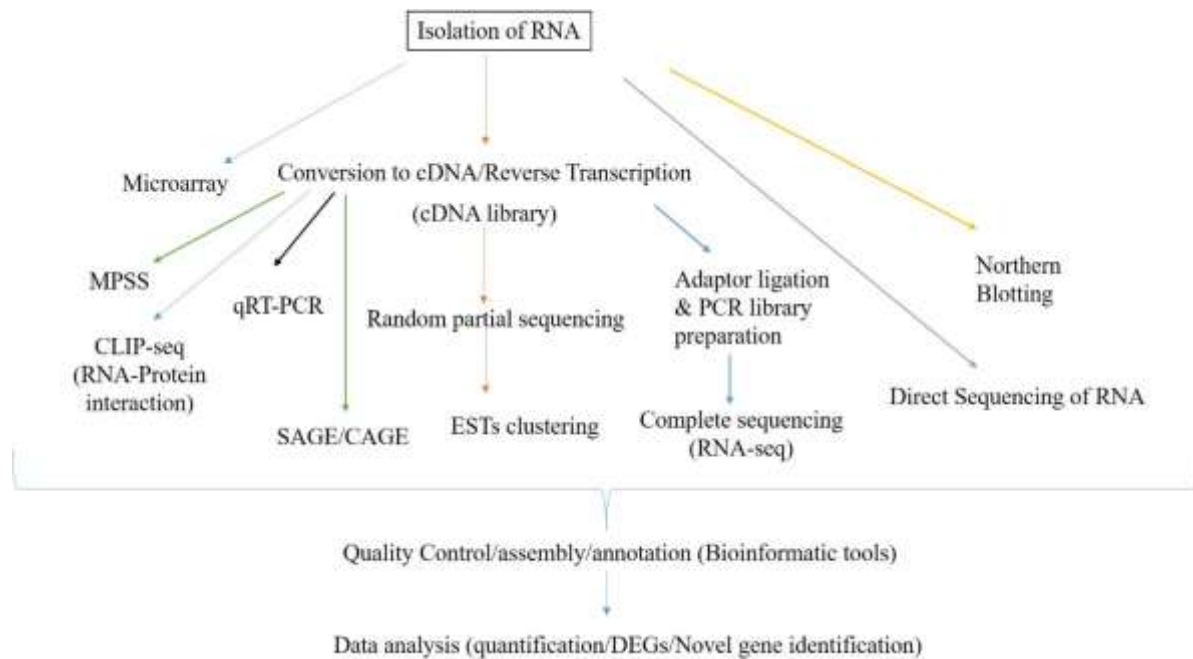 Isolation of RNA
Microarray
Conversion to cDNA/Reverse Transcription
(cDNA library)
MPSS
CLIP-seq
(RNA-Protein
interaction)
qRT-PCR
SAGE/CAGE
Random partial sequencing
ESTs clustering
Adaptor ligation
& PCR library
preparation
Complete sequencing
(RNA-seq)
Direct Sequencing of RNA
Northern
Blotting
Quality Control/assembly/annotation (Bioinformatic tools)
Data analysis (quantification/DEGs/Novel gene identification)